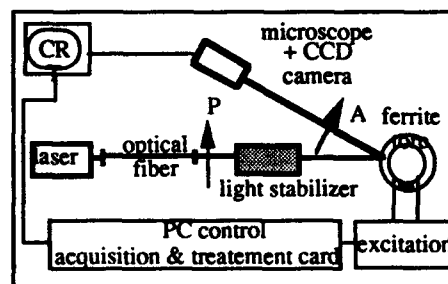 CR
microscope
+ CCD
camera
P
A
ferrite
laser
optical
fiber
light stabilizer
PC control
acquisition & treatement card
excitation